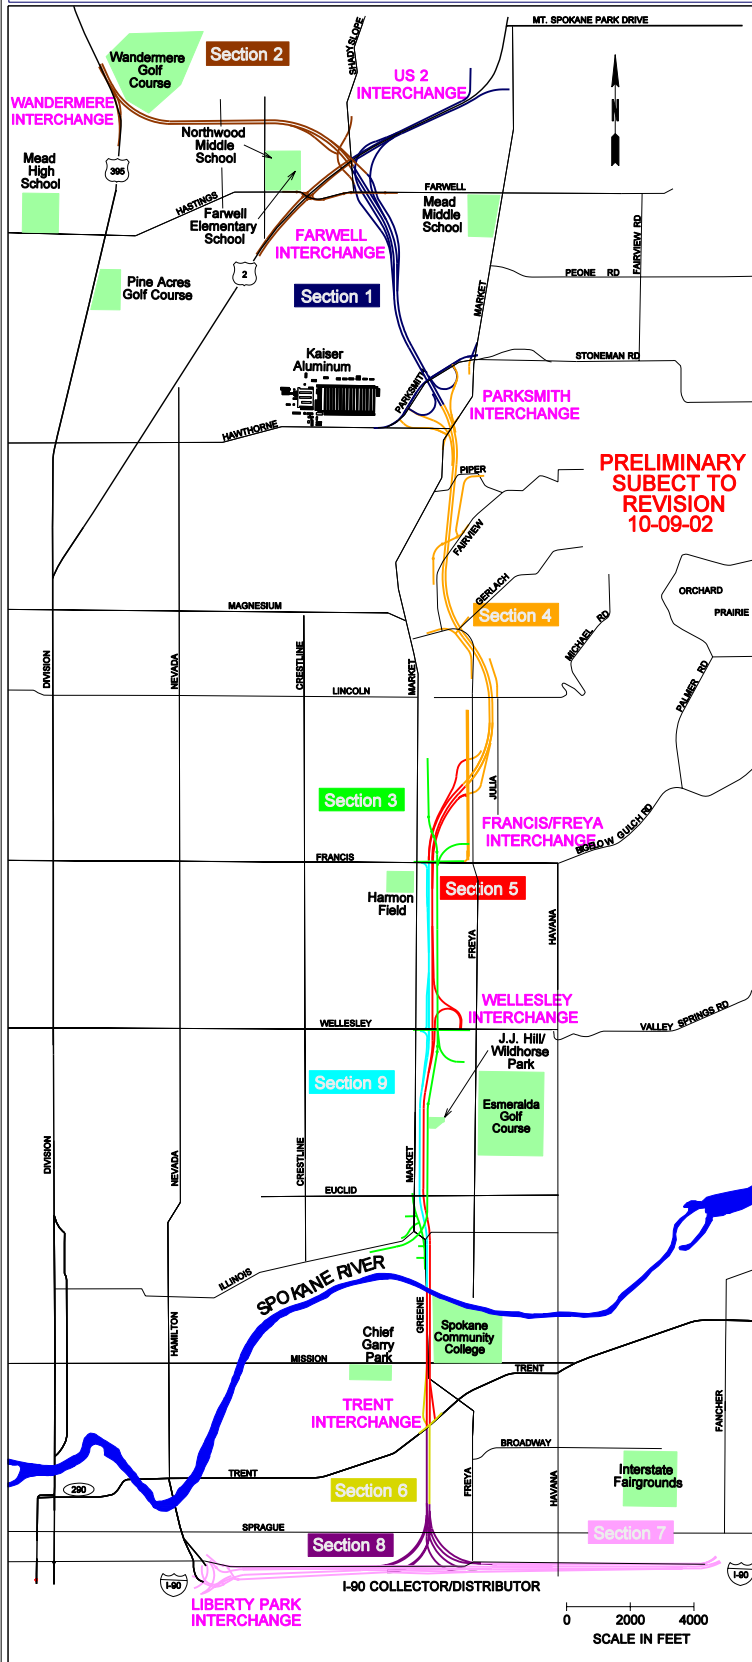 MT. SPOKANE PARK DRIVE
SHADY SLOPE
Wandermere
Golf
Course
Section 2
US 2
INTERCHANGE
WANDERMERE
INTERCHANGE
N
Northwood
Middle
School
Mead
High
School
395
HASTINGS
FARWELL
Farwell
Elementary
School
Mead
Middle
School
FARWELL
INTERCHANGE
FAIRVIEW RD
2
PEONE RD
Pine Acres
Golf Course
Section 1
MARKET
Kaiser
Aluminum
STONEMAN RD
PARKSMITH
PARKSMITH
INTERCHANGE
HAWTHORNE
PIPER
PRELIMINARY
SUBECT TO
REVISION
10-09-02
FAIRVIEW
GERLACH
ORCHARD
PRAIRIE
MAGNESIUM
Section 4
MICHAEL RD
DIVISION
NEVADA
CRESTLINE
MARKET
PALMER RD
LINCOLN
JULIA
Section 3
FRANCIS/FREYA
INTERCHANGE
BIGELOW GULCH RD
FRANCIS
Section 5
Harmon
Field
FREYA
HAVANA
WELLESLEY
INTERCHANGE
WELLESLEY
VALLEY SPRINGS RD
J.J. Hill/
Wildhorse
Park
Section 9
Esmeralda
Golf
Course
DIVISION
NEVADA
CRESTLINE
MARKET
EUCLID
ILLINOIS
SPOKANE RIVER
HAMILTON
GREENE
Spokane
Community
College
Chief
Garry
Park
MISSION
TRENT
FANCHER
TRENT
INTERCHANGE
BROADWAY
TRENT
290
FREYA
HAVANA
Interstate
Fairgrounds
Section 6
SPRAGUE
Section 7
Section 8
I-90
I-90 COLLECTOR/DISTRIBUTOR
I-90
LIBERTY PARK
INTERCHANGE
0 2000 4000
SCALE IN FEET